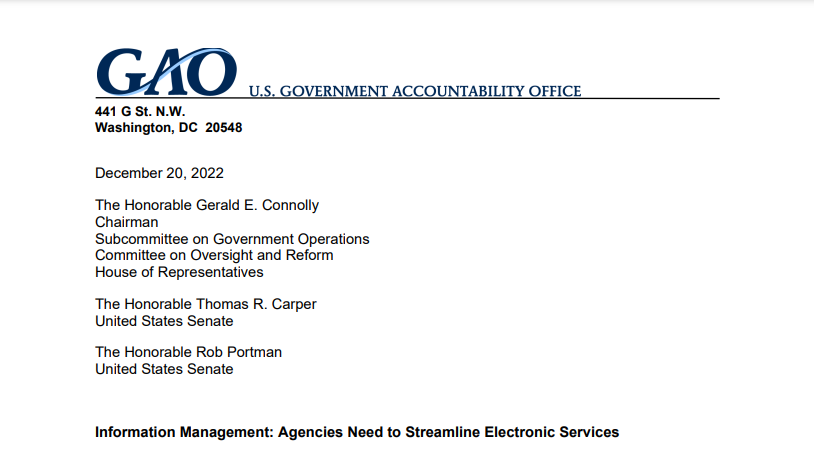 GAO U.S. GOVERNMENT ACCOUNTABILITY OFFICE
441 G St. N.W.
Washington, DC 20548
December 20, 2022
The Honorable Gerald E. Connolly
Chairman
Subcommittee on Government Operations
Committee on Oversight and Reform
House of Representatives
The Honorable Thomas R. Carper
United States Senate
The Honorable Rob Portman
United States Senate
Information Management: Agencies Need to Streamline Electronic Services